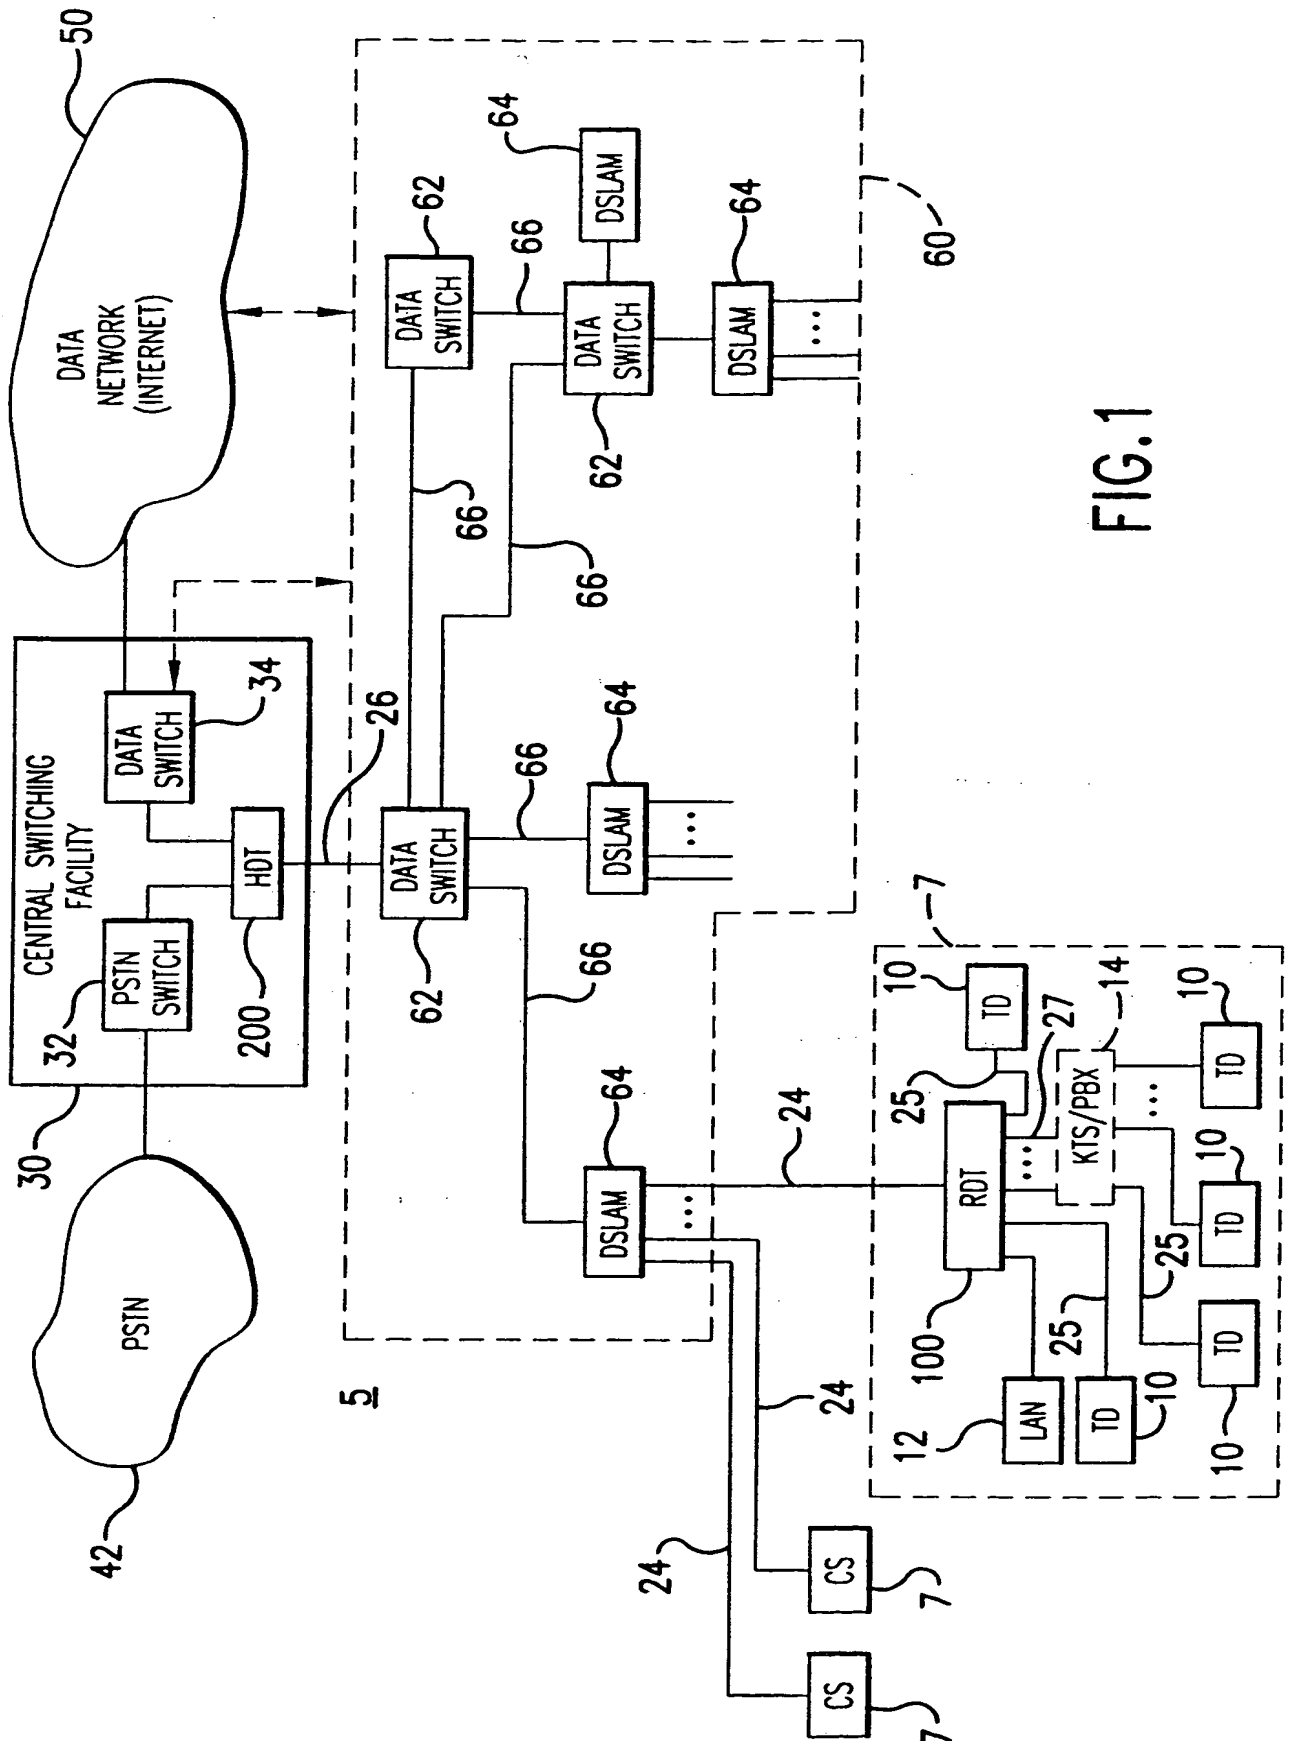 50
DATA
NETWORK
(INTERNET)
CENTRAL SWITCHING
FACILITY
DATA
SWITCH
34
PSTN
SWITCH
32
HDT
200
30
PSTN
42
26
5
60
DATA
SWITCH
62
DATA
SWITCH
62
DATA
SWITCH
62
66
66
66
66
66
DSLAM
64
DSLAM
64
DSLAM
64
DSLAM
64
...
...
...
24
24
24
CS
7
CS
7
7
RDT
100
TD
10
25
27
...
KTS/PBX
14
LAN
12
TD
10
25
25
TD
10
TD
10
TD
10
...
FIG. 1